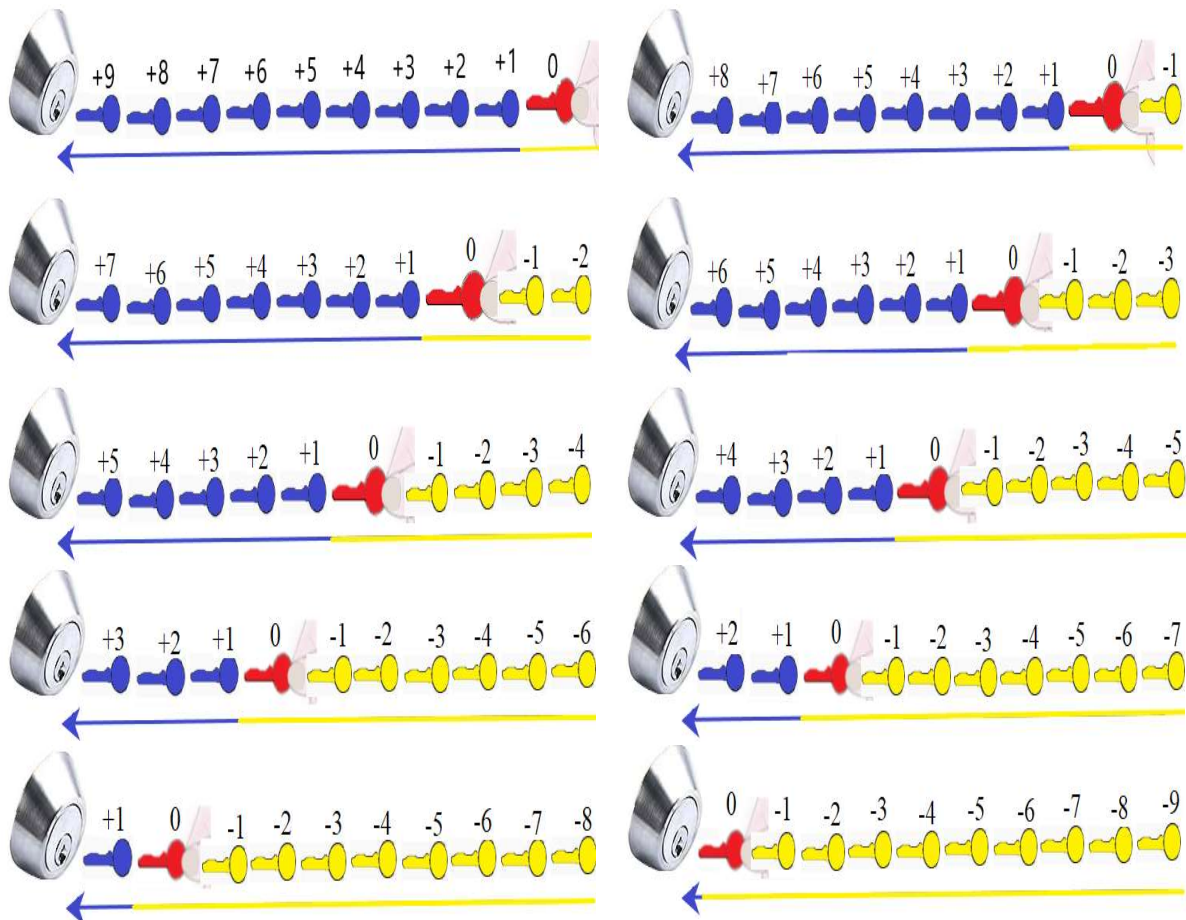 +9 +8 +7 +6 +5 +4 +3 +2 +1 0
+8 +7 +6 +5 +4 +3 +2 +1 0 -1
+7 +6 +5 +4 +3 +2 +1 0 -1 -2
+6 +5 +4 +3 +2 +1 0 -1 -2 -3
+5 +4 +3 +2 +1 0 -1 -2 -3 -4
+4 +3 +2 +1 0 -1 -2 -3 -4 -5
+3 +2 +1 0 -1 -2 -3 -4 -5 -6
+2 +1 0 -1 -2 -3 -4 -5 -6 -7
+1 0 -1 -2 -3 -4 -5 -6 -7 -8
0 -1 -2 -3 -4 -5 -6 -7 -8 -9